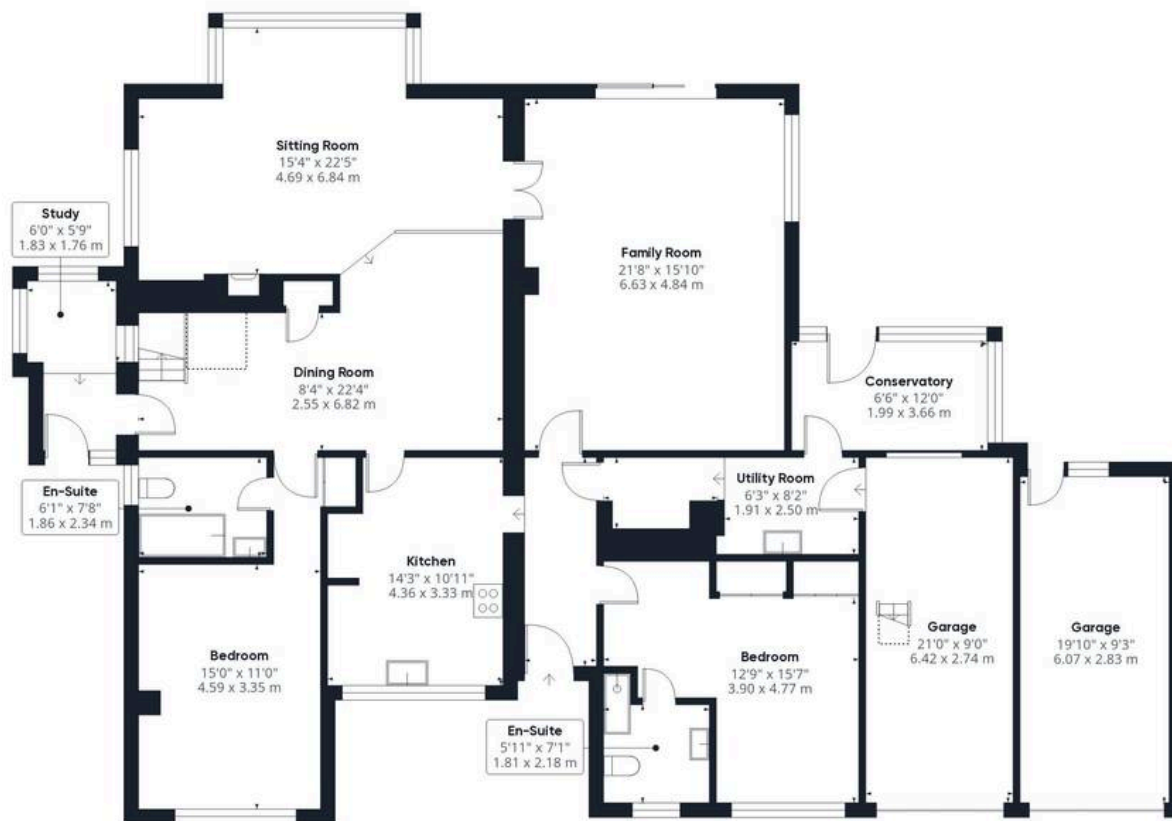 Sitting Room
15'4" x 22'5"
4.69 x 6.84 m
Study
6'0" x 5'9"
1.83 x 1.76 m
Family Room
21'8" x 15'10"
6.63 x 4.84 m
Dining Room
8'4" x 22'4"
2.55 x 6.82 m
Conservatory
6'6" x 12'0"
1.99 x 3.66 m
En-Suite
6'1" x 7'8"
1.86 x 2.34 m
Utility Room
6'3" x 8'2"
1.91 x 2.50 m
Kitchen
14'3" x 10'11"
4.36 x 3.33 m
Bedroom
15'0" x 11'0"
4.59 x 3.35 m
Bedroom
12'9" x 15'7"
3.90 x 4.77 m
Garage
21'0" x 9'0"
6.42 x 2.74 m
Garage
19'10" x 9'3"
6.07 x 2.83 m
En-Suite
5'11" x 7'1"
1.81 x 2.18 m